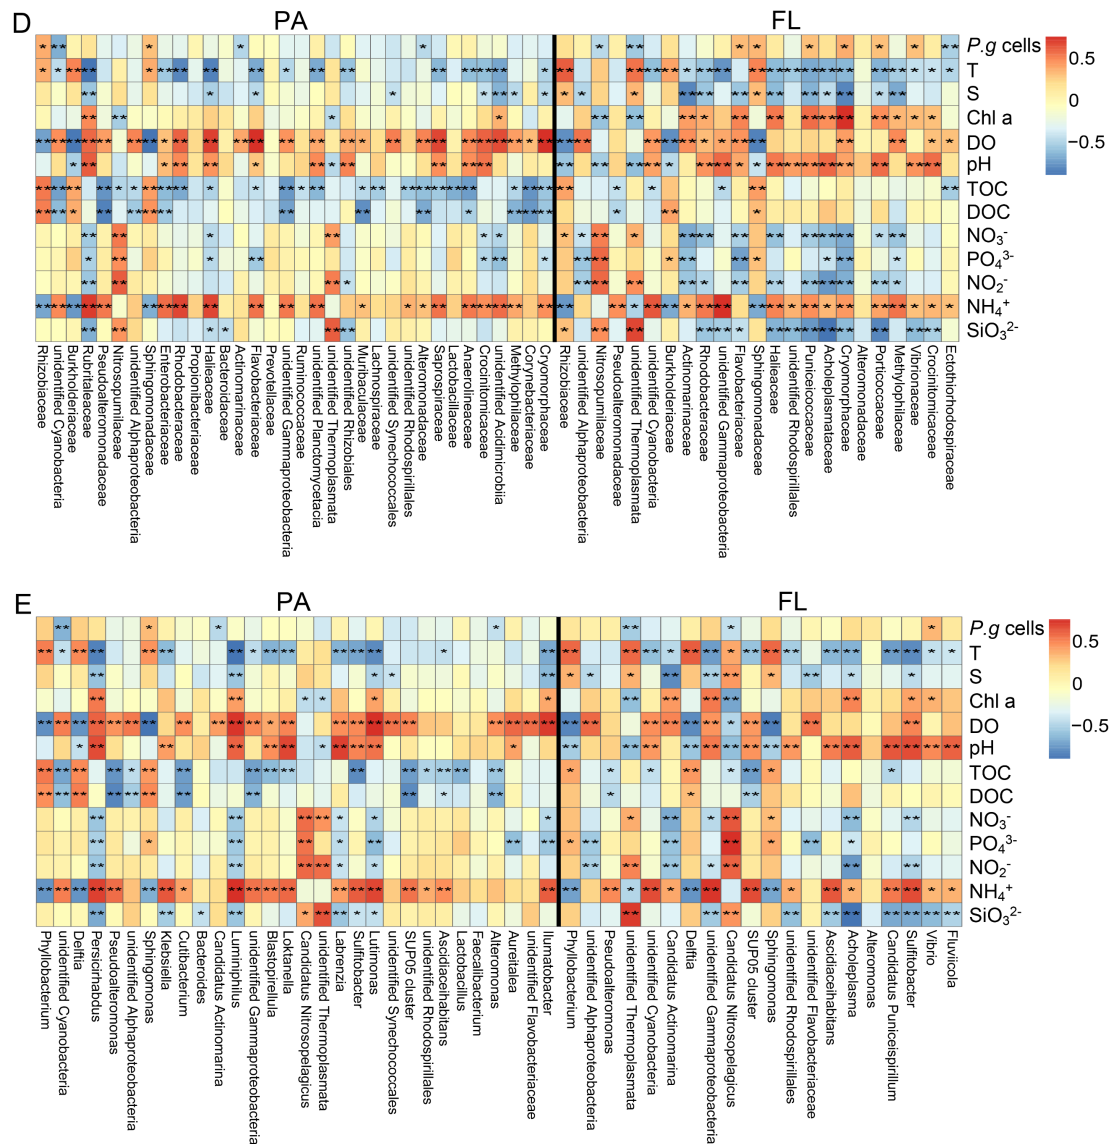 D
PA
FL
P.g cells
T
S
Chl a
DO
pH
TOC
DOC
NO₃⁻
PO₄³⁻
NO₂⁻
NH₄⁺
SiO₃²⁻
0.5
0
−0.5
Rhizobiaceae
unidentified Cyanobacteria
Burkholderiaceae
Rubritaleaceae
Pseudoalteromonadaceae
Nitrosopumilaceae
unidentified Alphaproteobacteria
Sphingomonadaceae
Enterobacteriaceae
Rhodobacteraceae
Propionibacteriaceae
Halieaceae
Bacteroidaceae
Actinomarinaceae
Flavobacteriaceae
Prevotellaceae
unidentified Gammaproteobacteria
Ruminococcaceae
unidentified Planctomycetacia
unidentified Thermoplasmata
unidentified Rhizobiales
Muribaculaceae
Lachnospiraceae
unidentified Synechococcales
unidentified Rhodospirillales
Alteromonadaceae
Saprospiraceae
Lactobacillaceae
Anaerolineaceae
Crocinitomicaceae
unidentified Acidimicrobiia
Methylophilaceae
Corynebacteriaceae
Cryomorphaceae
Rhizobiaceae
unidentified Alphaproteobacteria
Nitrosopumilaceae
Pseudoalteromonadaceae
unidentified Thermoplasmata
unidentified Cyanobacteria
Burkholderiaceae
Actinomarinaceae
Rhodobacteraceae
unidentified Gammaproteobacteria
Flavobacteriaceae
Sphingomonadaceae
Halieaceae
unidentified Rhodospirillales
Puniceicoccaceae
Acholeplasmataceae
Cryomorphaceae
Alteromonadaceae
Porticoccaceae
Methylophilaceae
Vibrionaceae
Crocinitomicaceae
Ectothiorhodospiraceae
E
PA
FL
P.g cells
T
S
Chl a
DO
pH
TOC
DOC
NO₃⁻
PO₄³⁻
NO₂⁻
NH₄⁺
SiO₃²⁻
0.5
0
−0.5
Phyllobacterium
unidentified Cyanobacteria
Delftia
Persicirhabdus
Pseudoalteromonas
unidentified Alphaproteobacteria
Sphingomonas
Klebsiella
Cutibacterium
Bacteroides
Candidatus Actinomarina
Luminiphilus
unidentified Gammaproteobacteria
Blastopirellula
Loktanella
Candidatus Nitrosopelagicus
unidentified Thermoplasmata
Labrenzia
Sulfitobacter
Lutimonas
unidentified Synechococcales
SUP05 cluster
unidentified Rhodospirillales
Ascidiaceihabitans
Lactobacillus
Faecalibacterium
Alteromonas
Aureitalea
unidentified Flavobacteriaceae
Ilumatobacter
Phyllobacterium
unidentified Alphaproteobacteria
Pseudoalteromonas
unidentified Thermoplasmata
unidentified Cyanobacteria
Candidatus Actinomarina
Delftia
unidentified Gammaproteobacteria
Candidatus Nitrosopelagicus
SUP05 cluster
Sphingomonas
unidentified Rhodospirillales
unidentified Flavobacteriaceae
Ascidiaceihabitans
Acholeplasma
Alteromonas
Candidatus Puniceispirillum
Sulfitobacter
Vibrio
Fluviicola